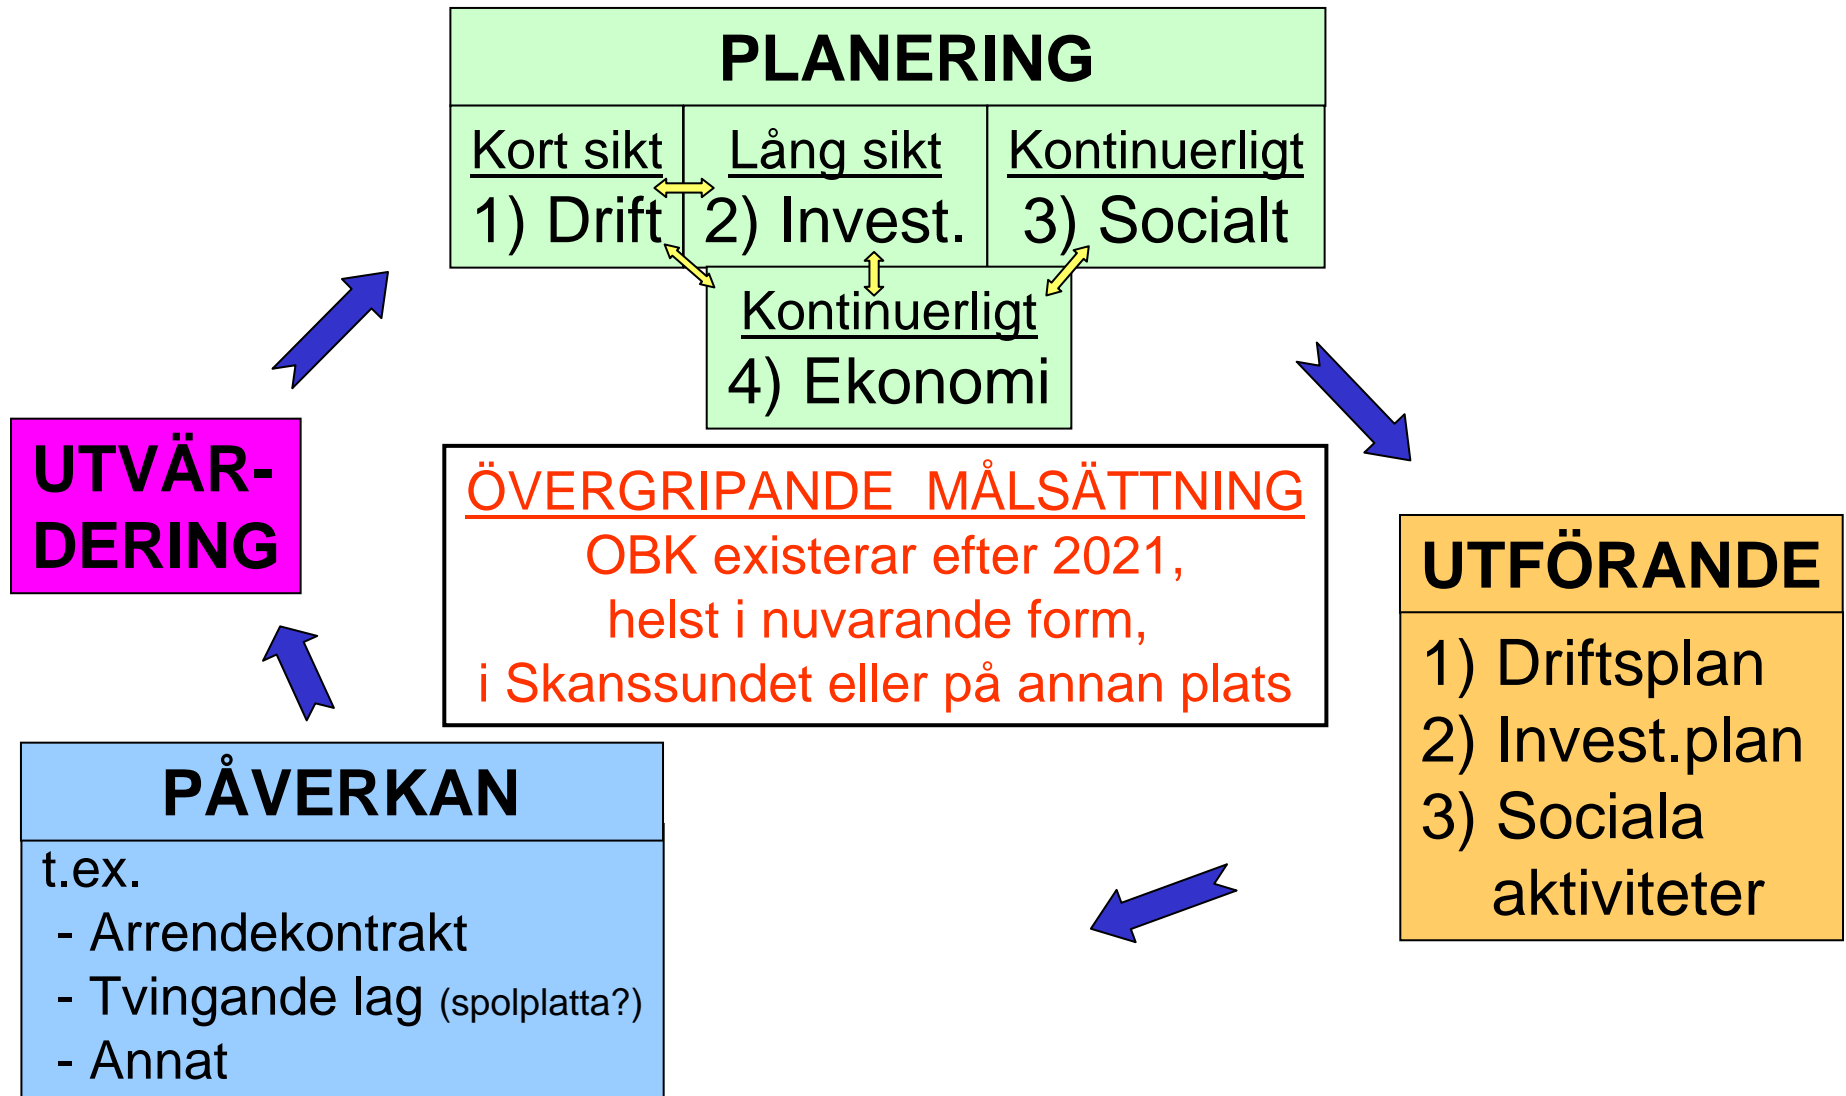 PLANERING
Kort sikt
1) Drift
Lång sikt
2) Invest.
Kontinuerligt
3) Socialt
Kontinuerligt
4) Ekonomi
UTVÄR-
DERING
ÖVERGRIPANDE MÅLSÄTTNING
OBK existerar efter 2021,
helst i nuvarande form,
i Skanssundet eller på annan plats
UTFÖRANDE
1) Driftsplan
2) Invest.plan
3) Sociala
aktiviteter
PÅVERKAN
t.ex.
- Arrendekontrakt
- Tvingande lag (spolplatta?)
- Annat